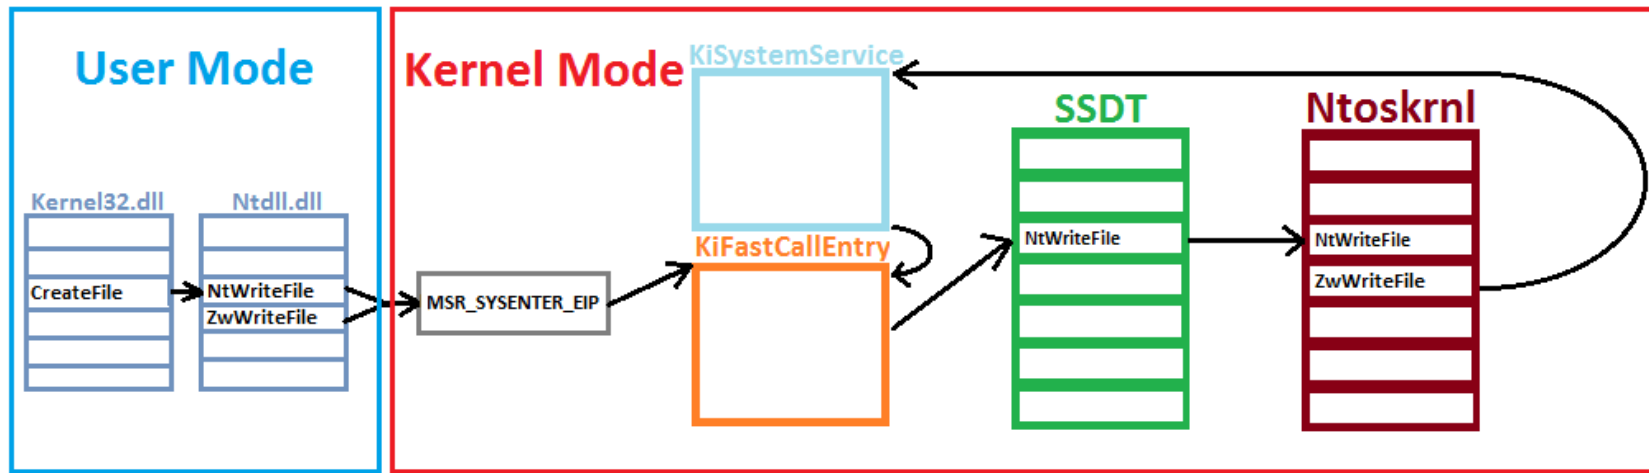 User Mode
Kernel32.dll
CreateFile
Ntdll.dll
NtWriteFile
ZwWriteFile
Kernel Mode
MSR_SYSENTER_EIP
KiSystemService
KiFastCallEntry
SSDT
NtWriteFile
Ntoskrnl
NtWriteFile
ZwWriteFile